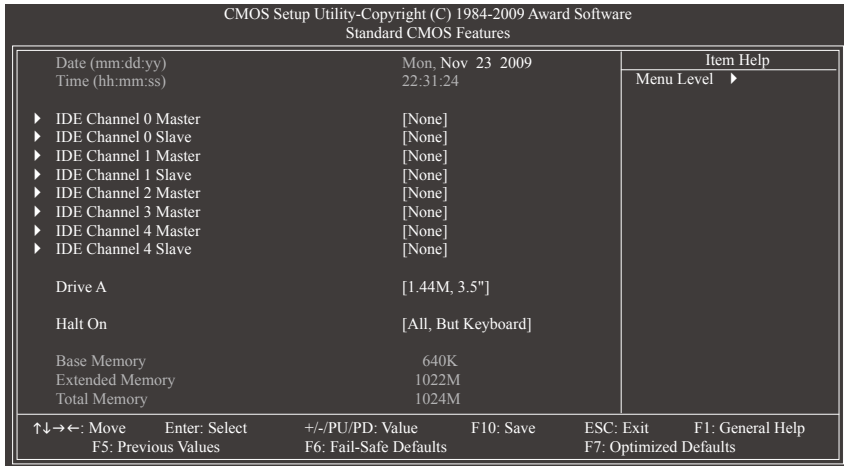 CMOS Setup Utility-Copyright (C) 1984-2009 Award Software
Standard CMOS Features
Date (mm:dd:yy) Mon, Nov 23 2009
Time (hh:mm:ss) 22:31:24
IDE Channel 0 Master [None]
IDE Channel 0 Slave [None]
IDE Channel 1 Master [None]
IDE Channel 1 Slave [None]
IDE Channel 2 Master [None]
IDE Channel 3 Master [None]
IDE Channel 4 Master [None]
IDE Channel 4 Slave [None]
Drive A [1.44M, 3.5"]
Halt On [All, But Keyboard]
Base Memory 640K
Extended Memory 1022M
Total Memory 1024M
Item Help
Menu Level ▶
↑↓→←: Move Enter: Select +/-/PU/PD: Value F10: Save ESC: Exit F1: General Help
F5: Previous Values F6: Fail-Safe Defaults F7: Optimized Defaults